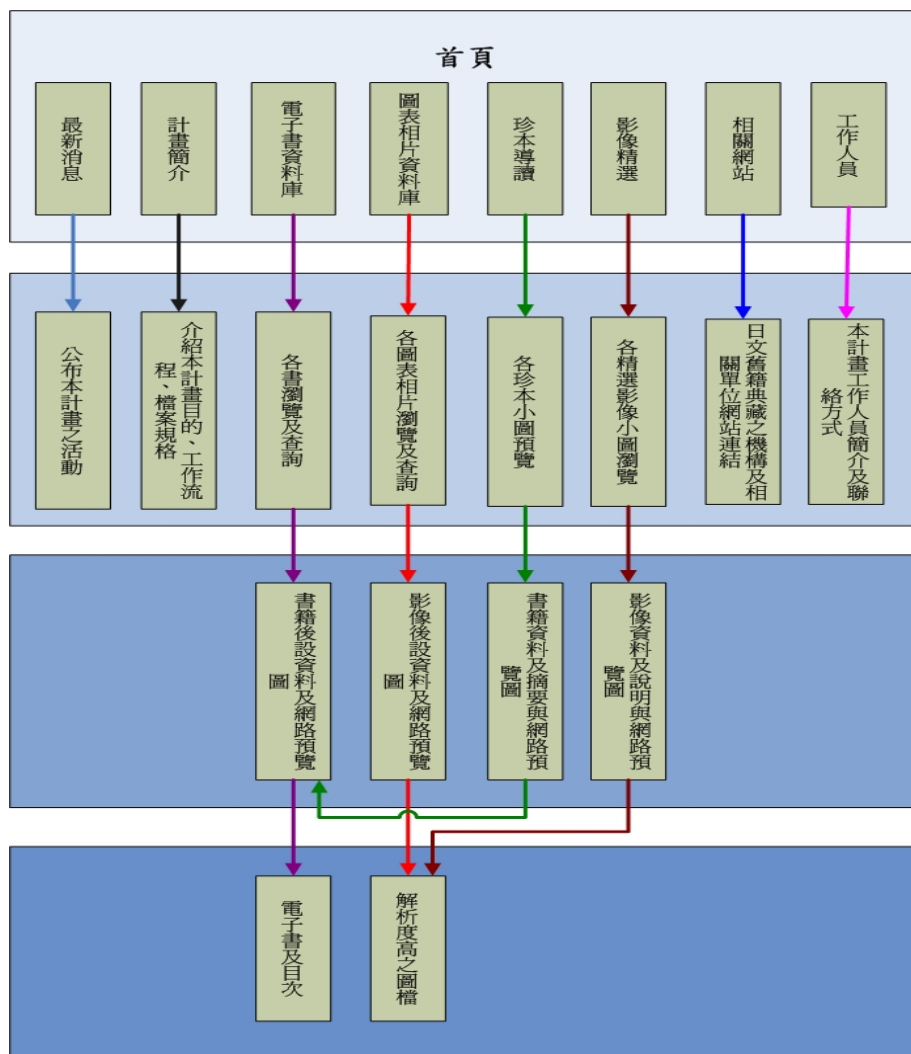 首頁
最新消息
計畫簡介
電子書資料庫
圖表相片資料庫
珍本導讀
影像精選
相關網站
工作人員
公布本計畫之活動
介紹本計畫目的、工作流
程、檔案規格
各書瀏覽及查詢
各圖表相片瀏覽及查詢
各珍本小圖預覽
各精選影像小圖瀏覽
日文舊籍典藏之機構及相
關單位網站連結
本計畫工作人員簡介及聯
絡方式
書籍後設資料及網路預覽
圖
影像後設資料及網路預覽
圖
書籍資料及摘要與網路預
覽圖
影像資料及說明與網路預
覽圖
電子書及目次
解析度高之圖檔